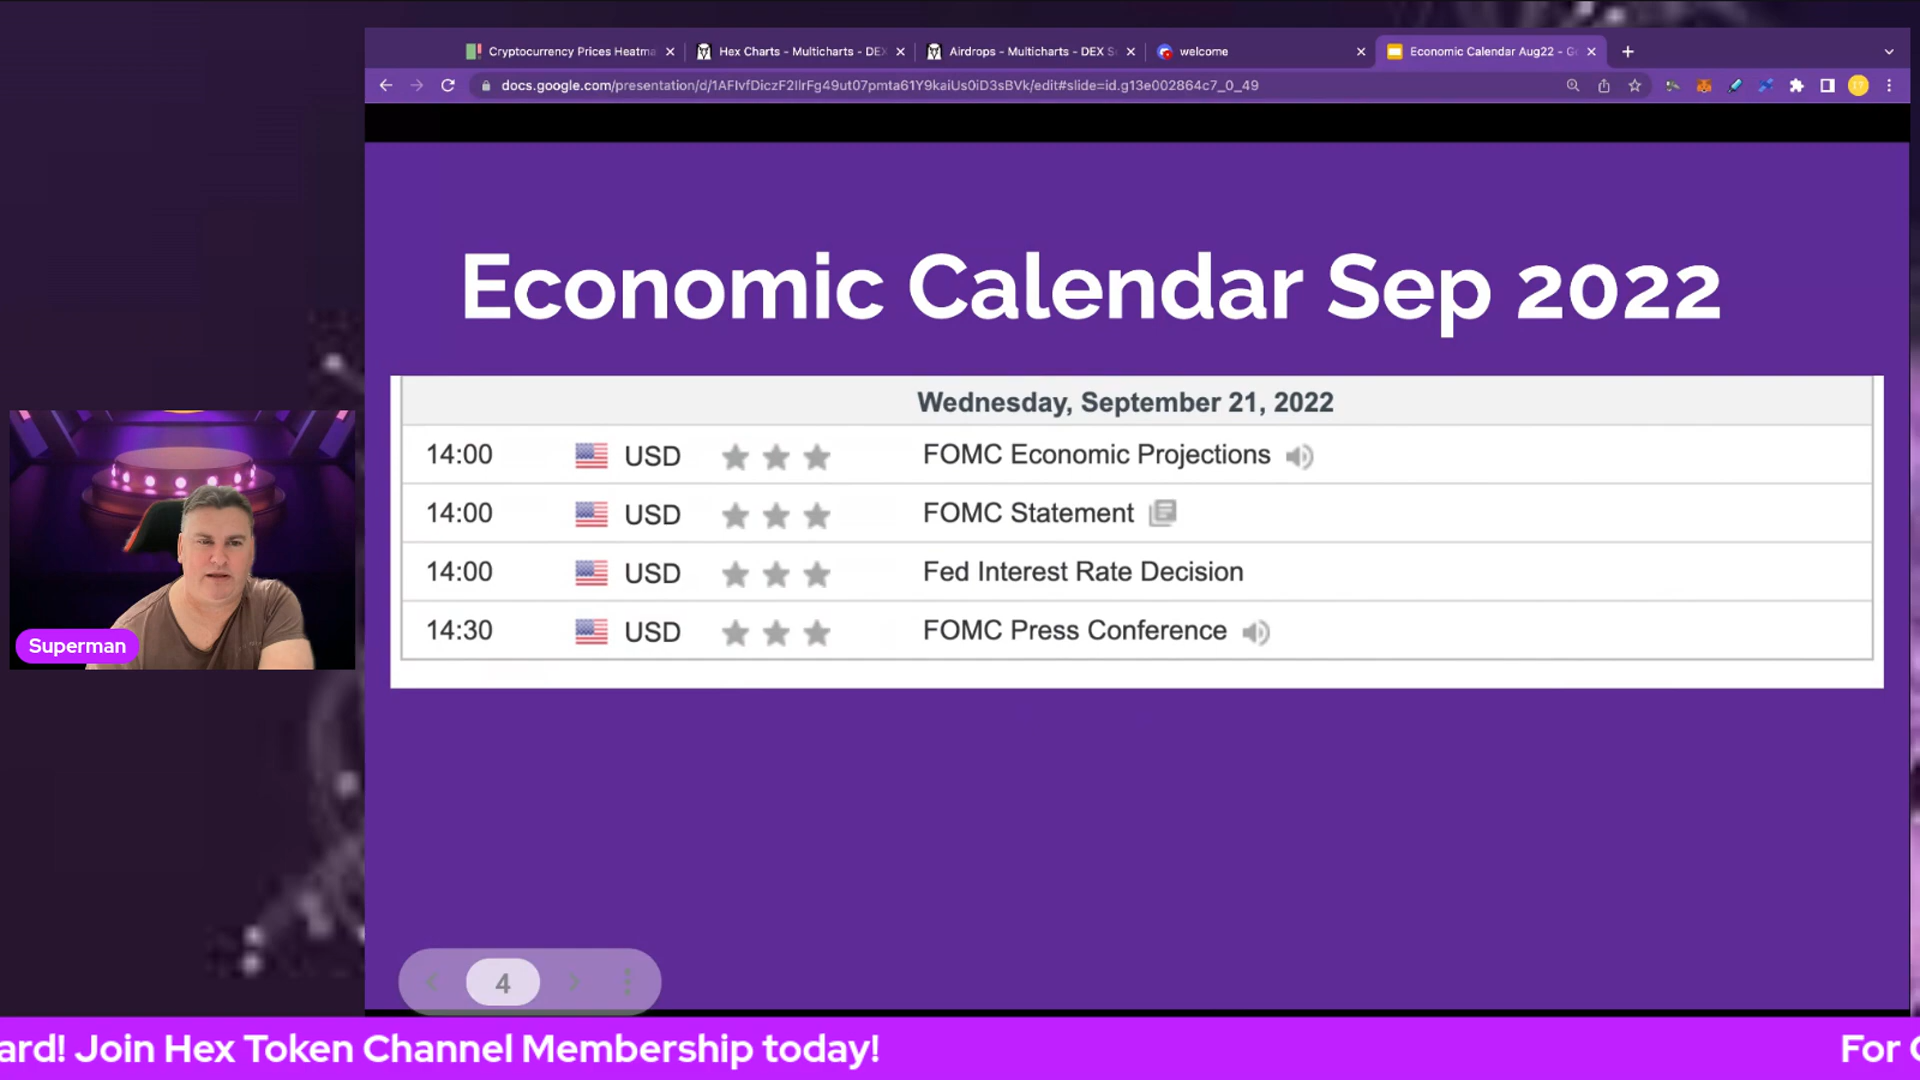 Cryptocurrency Prices Heatma
Hex Charts - Multicharts - DEX
Airdrops - Multicharts - DEX S
welcome
Economic Calendar Aug22 - G
docs.google.com/presentation/d/1AFIvfDiczF2IIrFg49ut07pmta61Y9kaiUs0iD3sBVk/edit#slide=id.g13e002864c7_0_49
Economic Calendar Sep 2022
Wednesday, September 21, 2022
14:00 USD FOMC Economic Projections
14:00 USD FOMC Statement
14:00 USD Fed Interest Rate Decision
14:30 USD FOMC Press Conference
Superman
4
ard! Join Hex Token Channel Membership today!
For